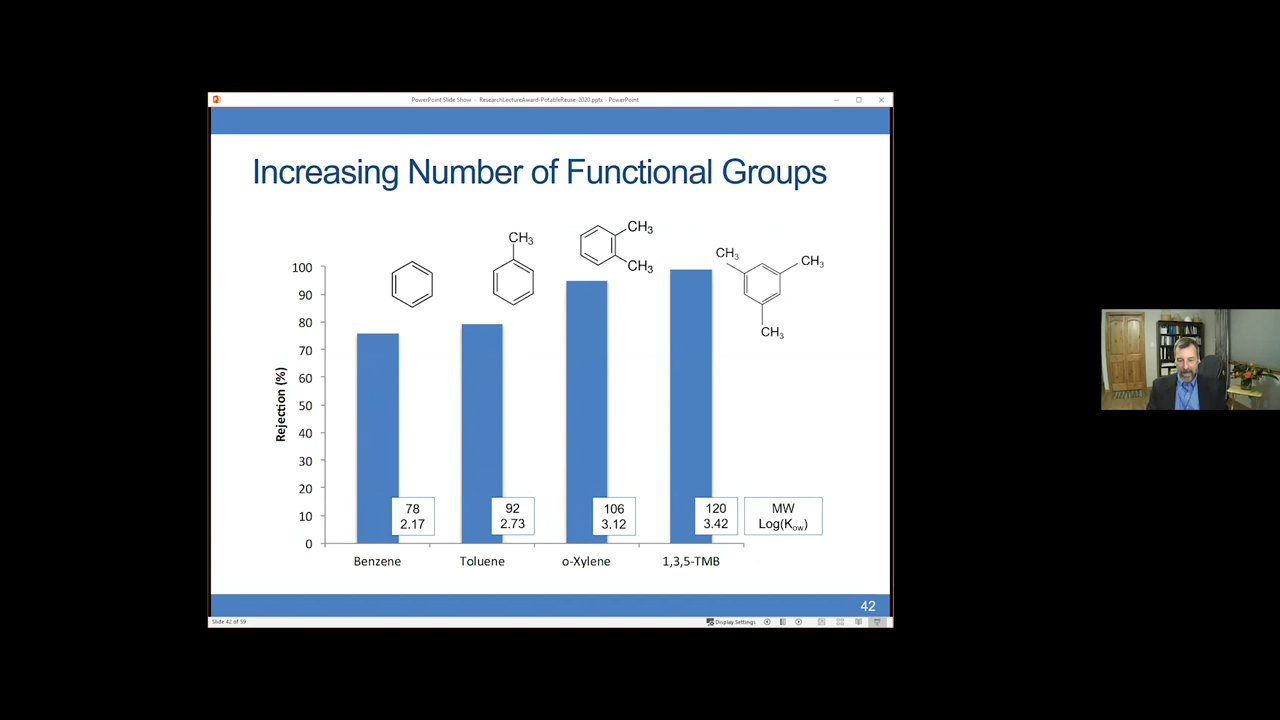 PowerPoint Slide Show - ResearchLectureAward-PotableReuse-2020.pptx - PowerPoint
Increasing Number of Functional Groups
CH3
CH3
CH3
CH3
CH3
CH3
Rejection (%)
100
90
80
70
60
50
40
30
20
10
0
78
2.17
92
2.73
106
3.12
120
3.42
MW
Log(Kow)
Benzene
Toluene
o-Xylene
1,3,5-TMB
42
Slide 42 of 59
Display Settings